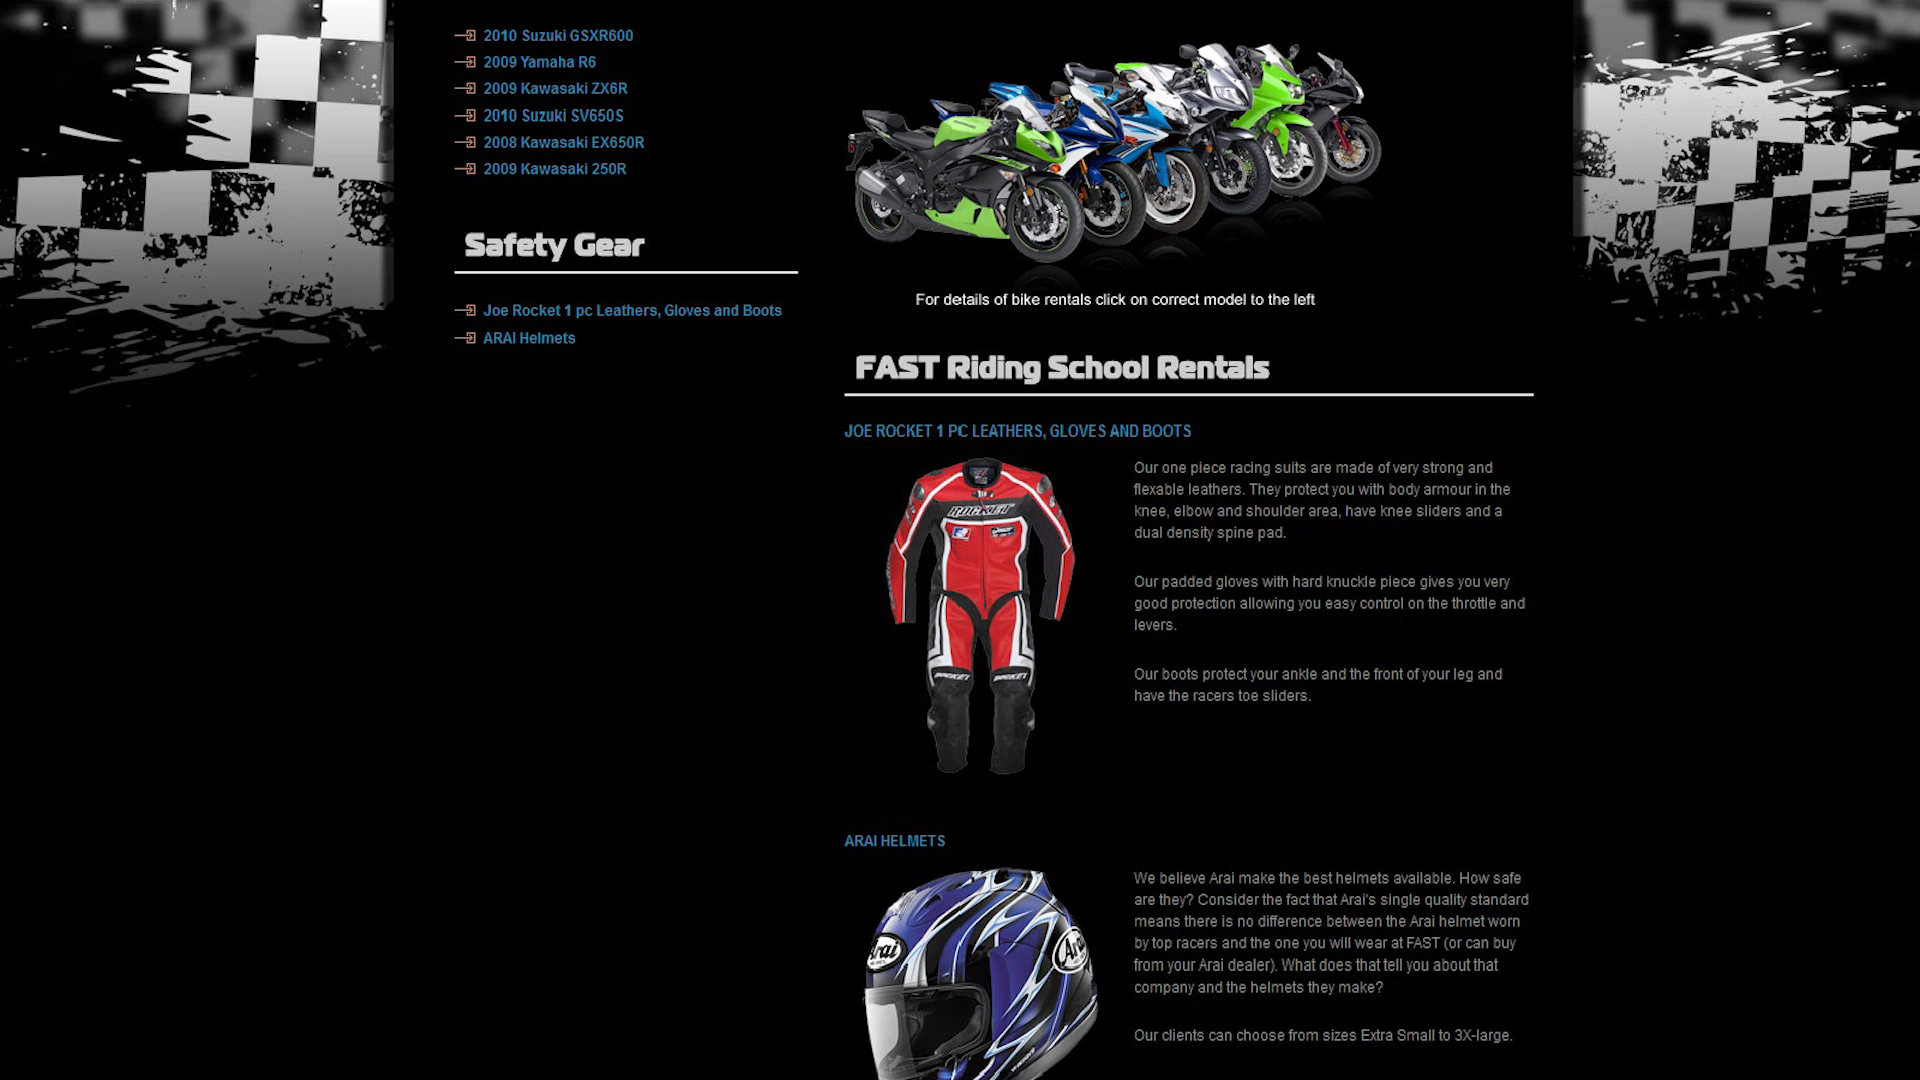 2010 Suzuki GSXR600
2009 Yamaha R6
2009 Kawasaki ZX6R
2010 Suzuki SV650S
2008 Kawasaki EX650R
2009 Kawasaki 250R
Safety Gear
Joe Rocket 1 pc Leathers, Gloves and Boots
ARAI Helmets
For details of bike rentals click on correct model to the left
FAST Riding School Rentals
JOE ROCKET 1 PC LEATHERS, GLOVES AND BOOTS
ROCKET
ROCKET
ROCKET
Our one piece racing suits are made of very strong and
flexable leathers. They protect you with body armour in the
knee, elbow and shoulder area, have knee sliders and a
dual density spine pad.
Our padded gloves with hard knuckle piece gives you very
good protection allowing you easy control on the throttle and
levers.
Our boots protect your ankle and the front of your leg and
have the racers toe sliders.
ARAI HELMETS
Arai
Arai
We believe Arai make the best helmets available. How safe
are they? Consider the fact that Arai's single quality standard
means there is no difference between the Arai helmet worn
by top racers and the one you will wear at FAST (or can buy
from your Arai dealer). What does that tell you about that
company and the helmets they make?
Our clients can choose from sizes Extra Small to 3X-large.